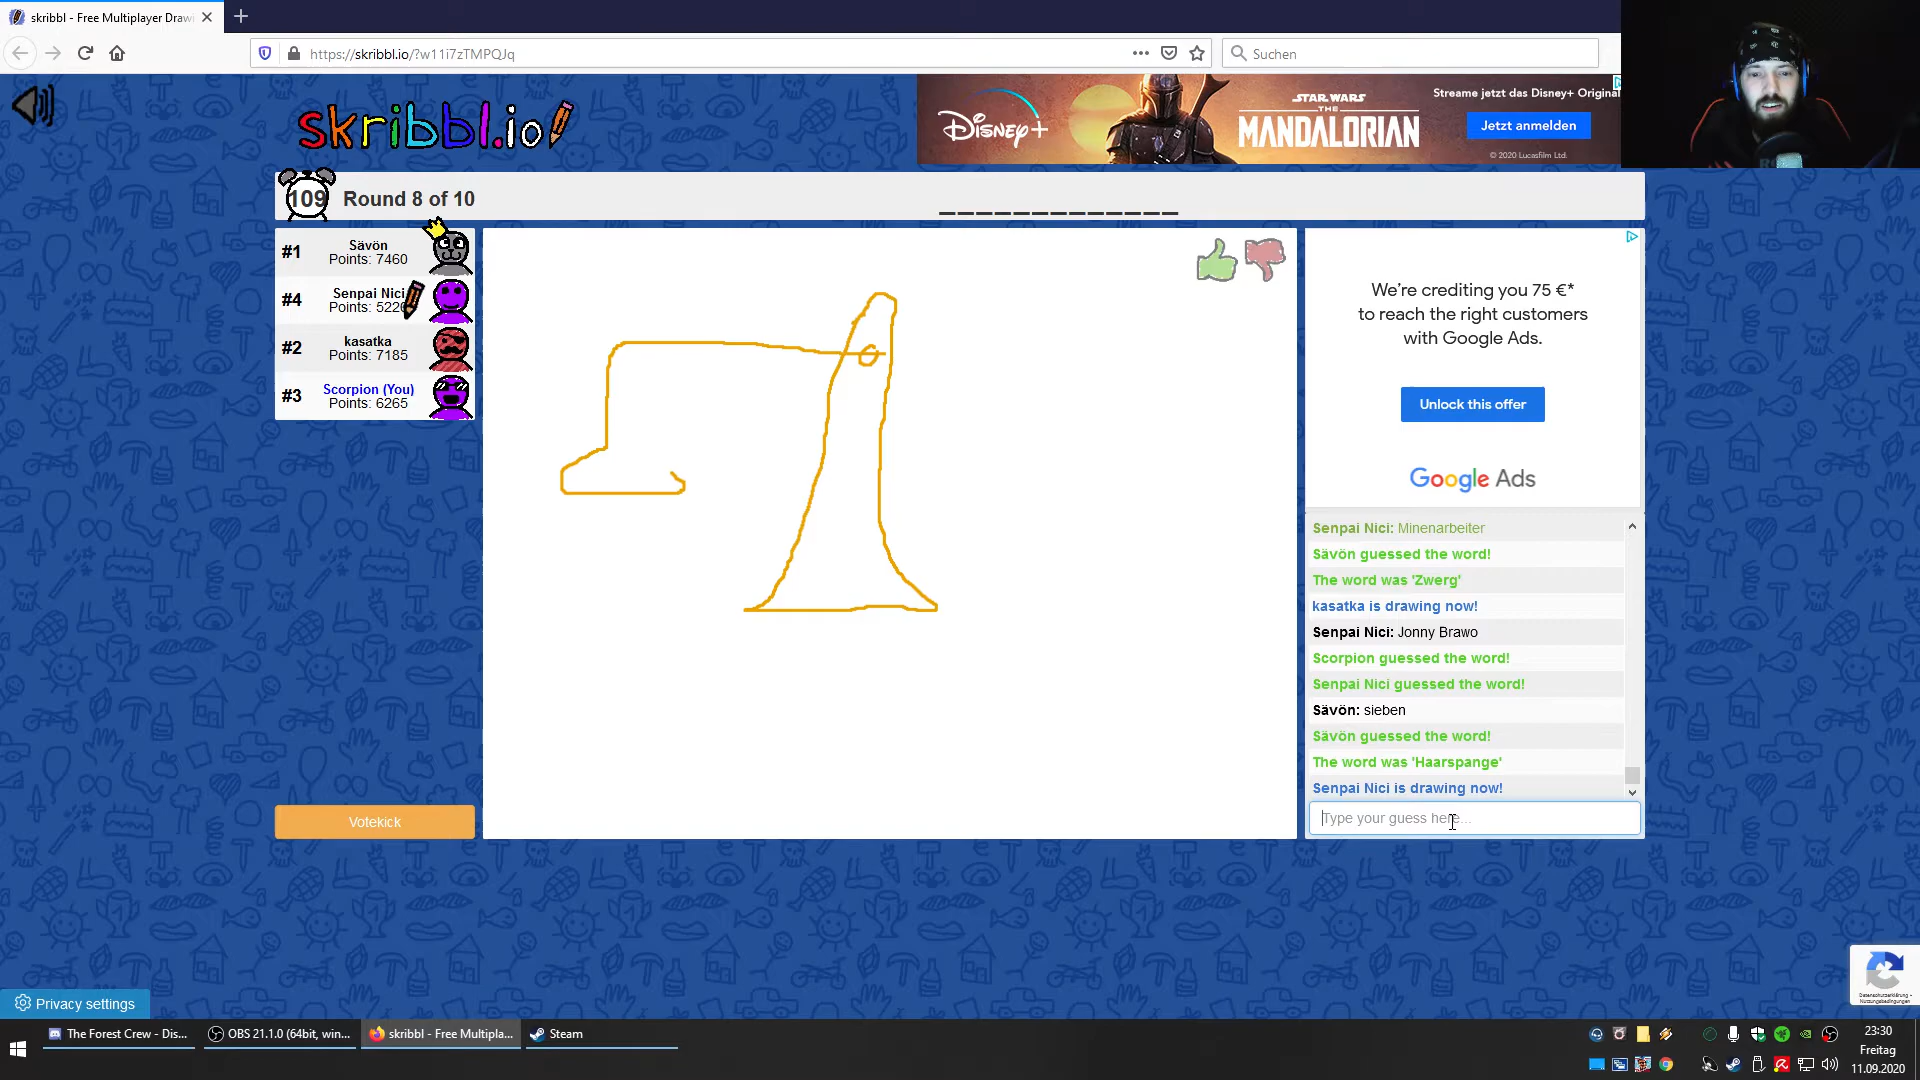 skribbl - Free Multiplayer Drawi
https://skribbl.io/?w11i7zTMPQJq
Suchen
skribbl.io
Disney+
STAR WARS
THE
MANDALORIAN
Streame jetzt das Disney+ Original
Jetzt anmelden
© 2020 Lucasfilm Ltd.
109
Round 8 of 10
____________
#1
Sävön
Points: 7460
#4
Senpai Nici
Points: 5220
#2
kasatka
Points: 7185
#3
Scorpion (You)
Points: 6265
Votekick
We're crediting you 75 €*
to reach the right customers
with Google Ads.
Unlock this offer
Google Ads
Senpai Nici: Minenarbeiter
Sävön guessed the word!
The word was 'Zwerg'
kasatka is drawing now!
Senpai Nici: Jonny Brawo
Scorpion guessed the word!
Senpai Nici guessed the word!
Sävön: sieben
Sävön guessed the word!
The word was 'Haarspange'
Senpai Nici is drawing now!
Type your guess here...
Datenschutzerklärung -
Nutzungsbedingungen
Privacy settings
The Forest Crew - Dis...
OBS 21.1.0 (64bit, win...
skribbl - Free Multipla...
Steam
23:30
Freitag
11.09.2020